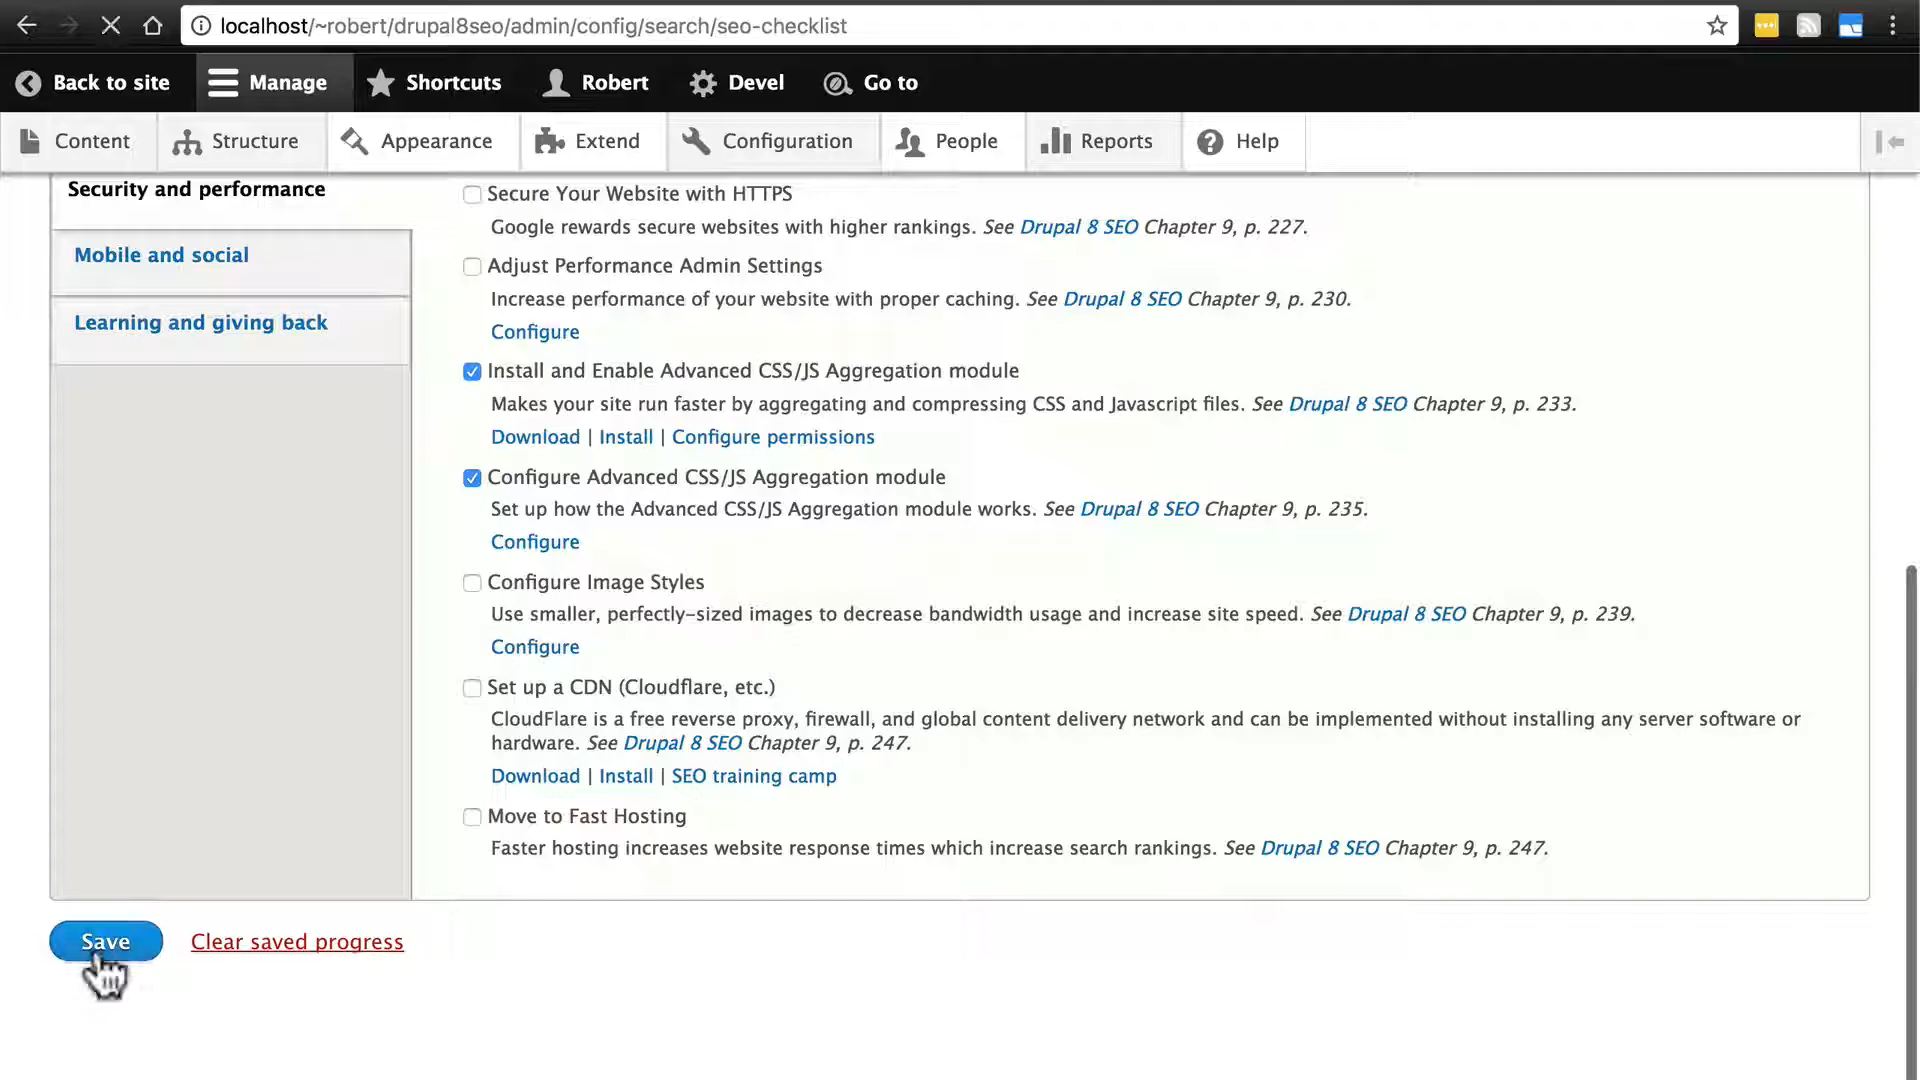 localhost/~robert/drupal8seo/admin/config/search/seo-checklist
Back to site Manage Shortcuts Robert Devel Go to
Content Structure Appearance Extend Configuration People Reports Help
Security and performance
Mobile and social
Learning and giving back
Secure Your Website with HTTPS
Google rewards secure websites with higher rankings. See Drupal 8 SEO Chapter 9, p. 227.
Adjust Performance Admin Settings
Increase performance of your website with proper caching. See Drupal 8 SEO Chapter 9, p. 230.
Configure
Install and Enable Advanced CSS/JS Aggregation module
Makes your site run faster by aggregating and compressing CSS and Javascript files. See Drupal 8 SEO Chapter 9, p. 233.
Download | Install | Configure permissions
Configure Advanced CSS/JS Aggregation module
Set up how the Advanced CSS/JS Aggregation module works. See Drupal 8 SEO Chapter 9, p. 235.
Configure
Configure Image Styles
Use smaller, perfectly-sized images to decrease bandwidth usage and increase site speed. See Drupal 8 SEO Chapter 9, p. 239.
Configure
Set up a CDN (Cloudflare, etc.)
CloudFlare is a free reverse proxy, firewall, and global content delivery network and can be implemented without installing any server software or
hardware. See Drupal 8 SEO Chapter 9, p. 247.
Download | Install | SEO training camp
Move to Fast Hosting
Faster hosting increases website response times which increase search rankings. See Drupal 8 SEO Chapter 9, p. 247.
Save Clear saved progress